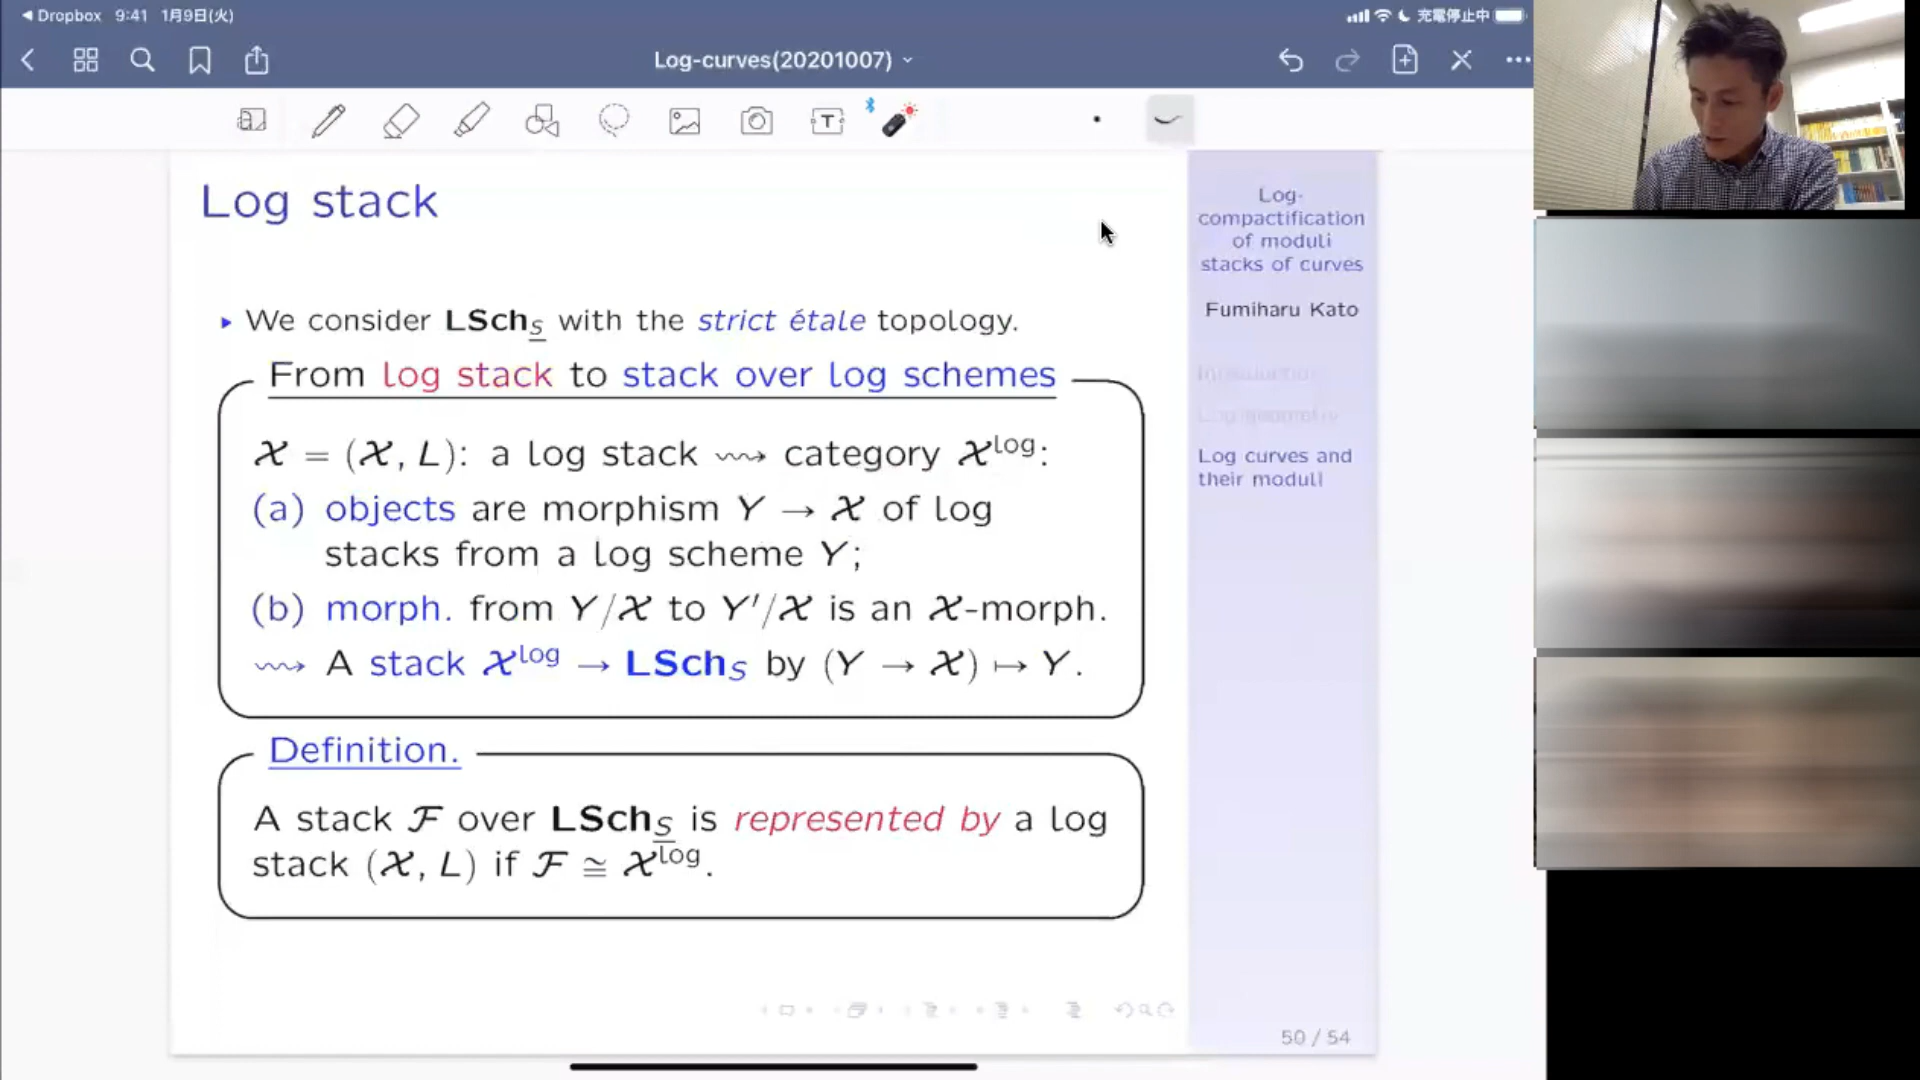 Dropbox 9:41 1月9日(火)
充電停止中
Log-curves(20201007)
Log stack
We consider LSch_S with the strict étale topology.
From log stack to stack over log schemes
𝒳 = (𝒳, L): a log stack ⇝ category 𝒳^log:
(a) objects are morphism Y → 𝒳 of log
stacks from a log scheme Y;
(b) morph. from Y/𝒳 to Y′/𝒳 is an 𝒳-morph.
⇝ A stack 𝒳^log → LSch_S by (Y → 𝒳) ↦ Y.
Definition.
A stack ℱ over LSch_S is represented by a log
stack (𝒳, L) if ℱ ≅ 𝒳^log.
Log-
compactification
of moduli
stacks of curves
Fumiharu Kato
Introduction
Log geometry
Log curves and
their moduli
50 / 54